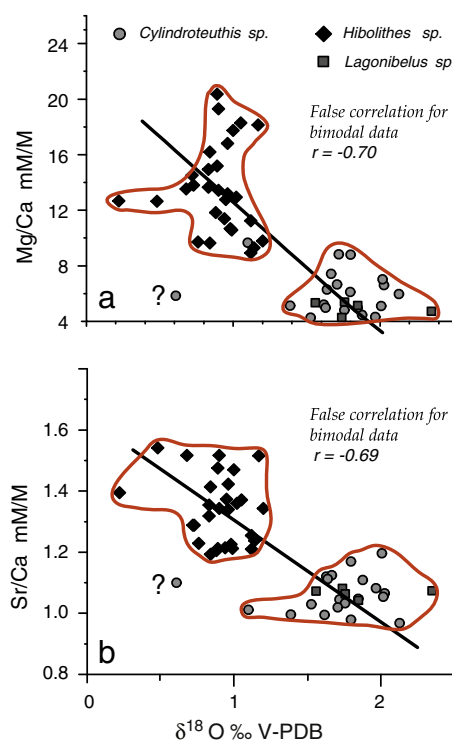 a
Cylindroteuthis sp.
Hibolithes sp.
Lagonibelus sp
20
16
12
8
4
Mg/Ca mM/M
False correlation for
bimodal data
r = -0.70
?
a
1.6
1.4
1.2
1.0
0.8
Sr/Ca mM/M
False correlation for
bimodal data
r = -0.69
?
b
0
1
2
δ18 O ‰ V-PDB